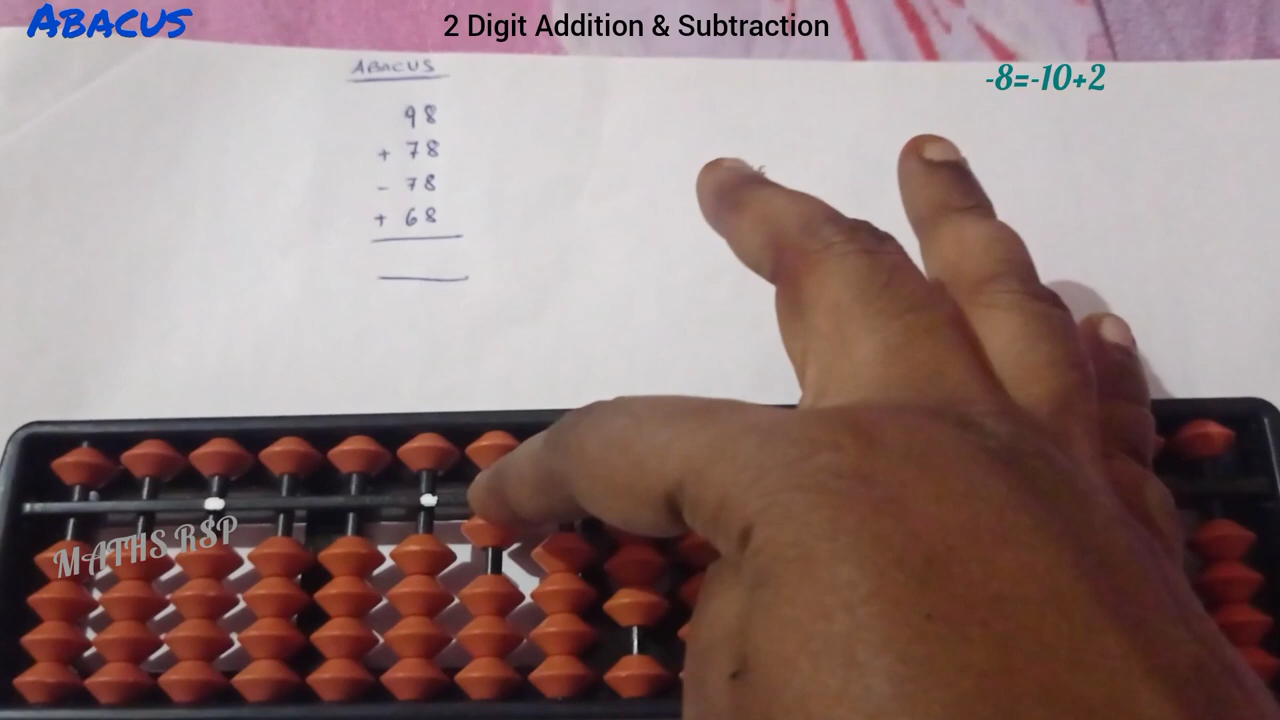 ABACUS
2 Digit Addition & Subtraction
-8=-10+2
ABACUS
98
+ 78
- 78
+ 68
MATHS RSP